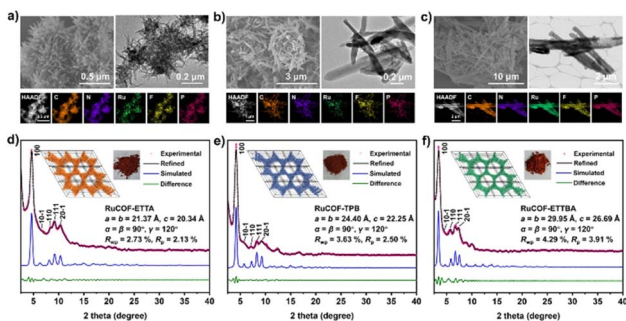 a)
0.5 μm
0.2 μm
HAADF
C
N
Ru
F
P
b)
3 μm
0.2 μm
HAADF
C
N
Ru
F
P
c)
10 μm
2 μm
HAADF
C
N
Ru
F
P
d)
100
Experimental
Refined
Simulated
Difference
RuCOF-ETTA
a = b = 21.37 Å, c = 20.34 Å
α = β = 90°, γ = 120°
Rwp = 2.73 %, Rp = 2.13 %
10-1
110
111
20-1
5 10 15 20 25 30 35 40
2 theta (degree)
e)
100
Experimental
Refined
Simulated
Difference
RuCOF-TPB
a = b = 24.40 Å, c = 22.25 Å
α = β = 90°, γ = 120°
Rwp = 3.63 %, Rp = 2.50 %
10-1
110
111
20-1
5 10 15 20 25 30 35 40
2 theta (degree)
f)
100
Experimental
Refined
Simulated
Difference
RuCOF-ETTBA
a = b = 29.95 Å, c = 26.69 Å
α = β = 90°, γ = 120°
Rwp = 4.29 %, Rp = 3.91 %
10-1
110
111
20-1
5 10 15 20 25 30 35 40
2 theta (degree)